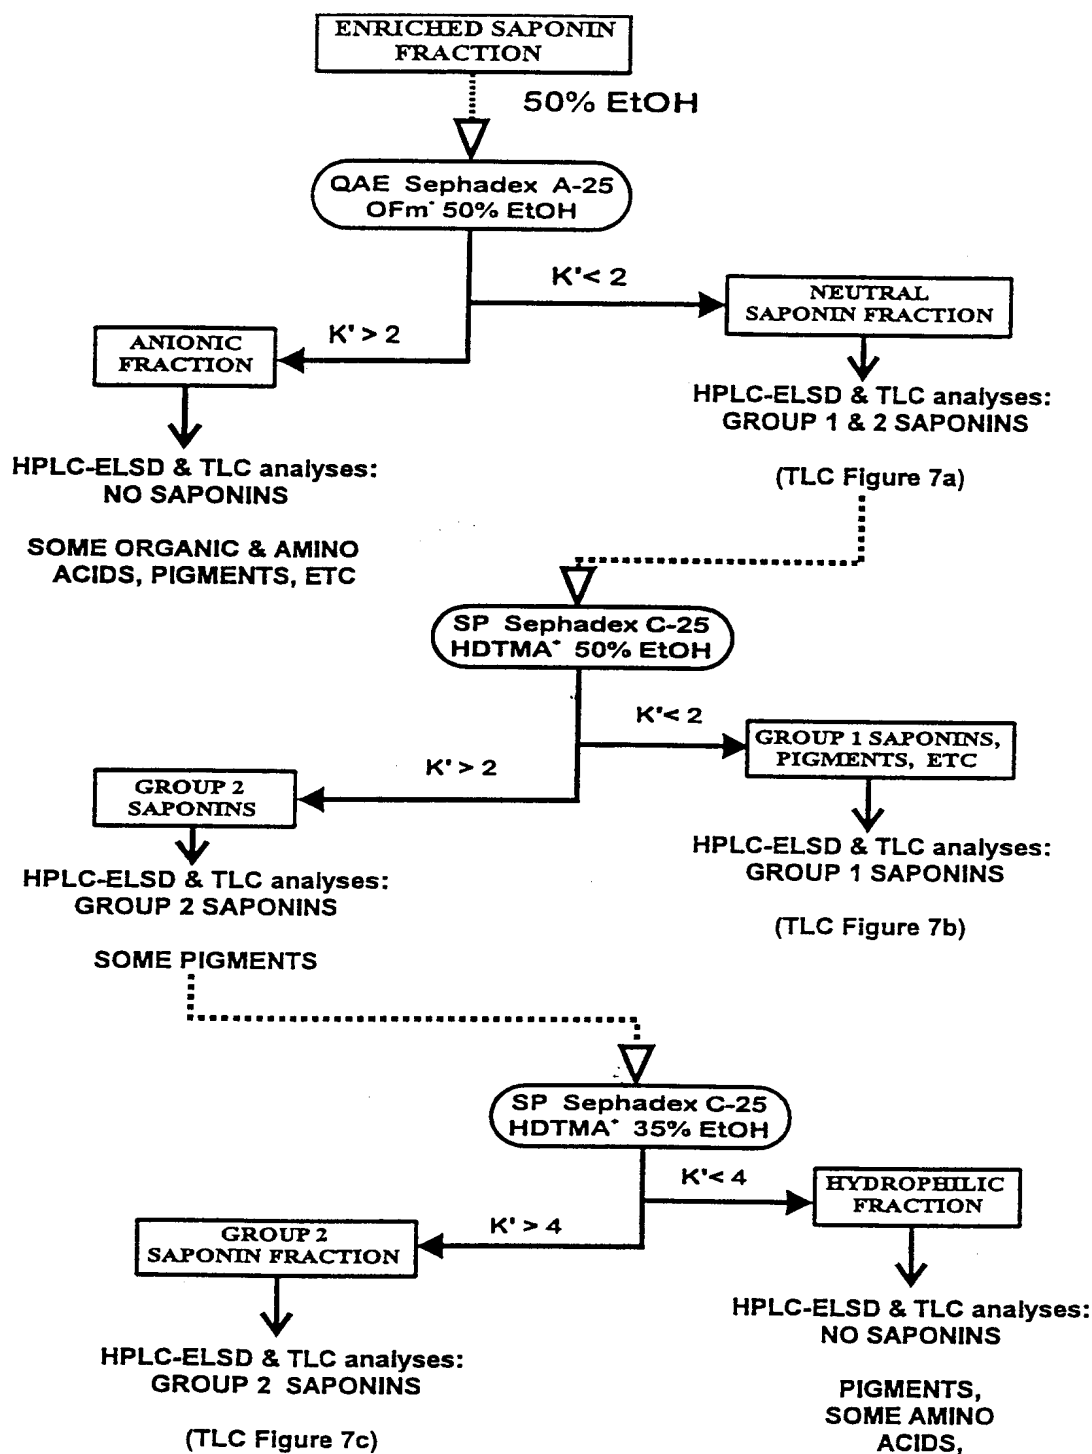 ENRICHED SAPONIN
FRACTION
50% EtOH
QAE Sephadex A-25
OFm- 50% EtOH
K'< 2
NEUTRAL
SAPONIN FRACTION
K' > 2
ANIONIC
FRACTION
HPLC-ELSD & TLC analyses:
GROUP 1 & 2 SAPONINS
(TLC Figure 7a)
HPLC-ELSD & TLC analyses:
NO SAPONINS
SOME ORGANIC & AMINO
ACIDS, PIGMENTS, ETC
SP Sephadex C-25
HDTMA+ 50% EtOH
K'< 2
GROUP 1 SAPONINS,
PIGMENTS, ETC
K' > 2
GROUP 2
SAPONINS
HPLC-ELSD & TLC analyses:
GROUP 1 SAPONINS
(TLC Figure 7b)
HPLC-ELSD & TLC analyses:
GROUP 2 SAPONINS
SOME PIGMENTS
SP Sephadex C-25
HDTMA+ 35% EtOH
K'< 4
HYDROPHILIC
FRACTION
K' > 4
GROUP 2
SAPONIN FRACTION
HPLC-ELSD & TLC analyses:
NO SAPONINS
PIGMENTS,
SOME AMINO
ACIDS,
HPLC-ELSD & TLC analyses:
GROUP 2 SAPONINS
(TLC Figure 7c)